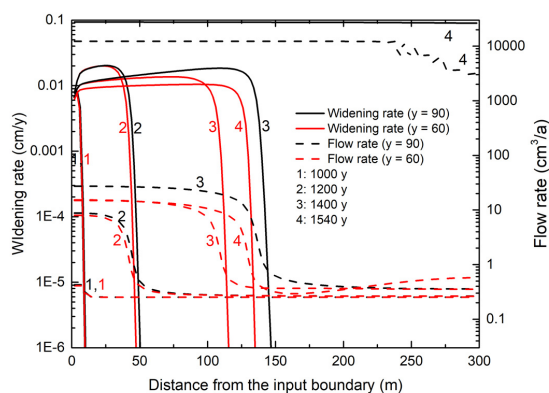 0.1
0.01
0.001
1E-4
1E-5
1E-6
Widening rate (cm/y)
10000
1000
100
10
1
0.1
Flow rate (cm³/a)
0 50 100 150 200 250 300
Distance from the input boundary (m)
Widening rate (y = 90)
Widening rate (y = 60)
Flow rate (y = 90)
Flow rate (y = 60)
1: 1000 y
2: 1200 y
3: 1400 y
4: 1540 y
4
4
1
2 2
3 4 3
3
2
2
3 4
1,1